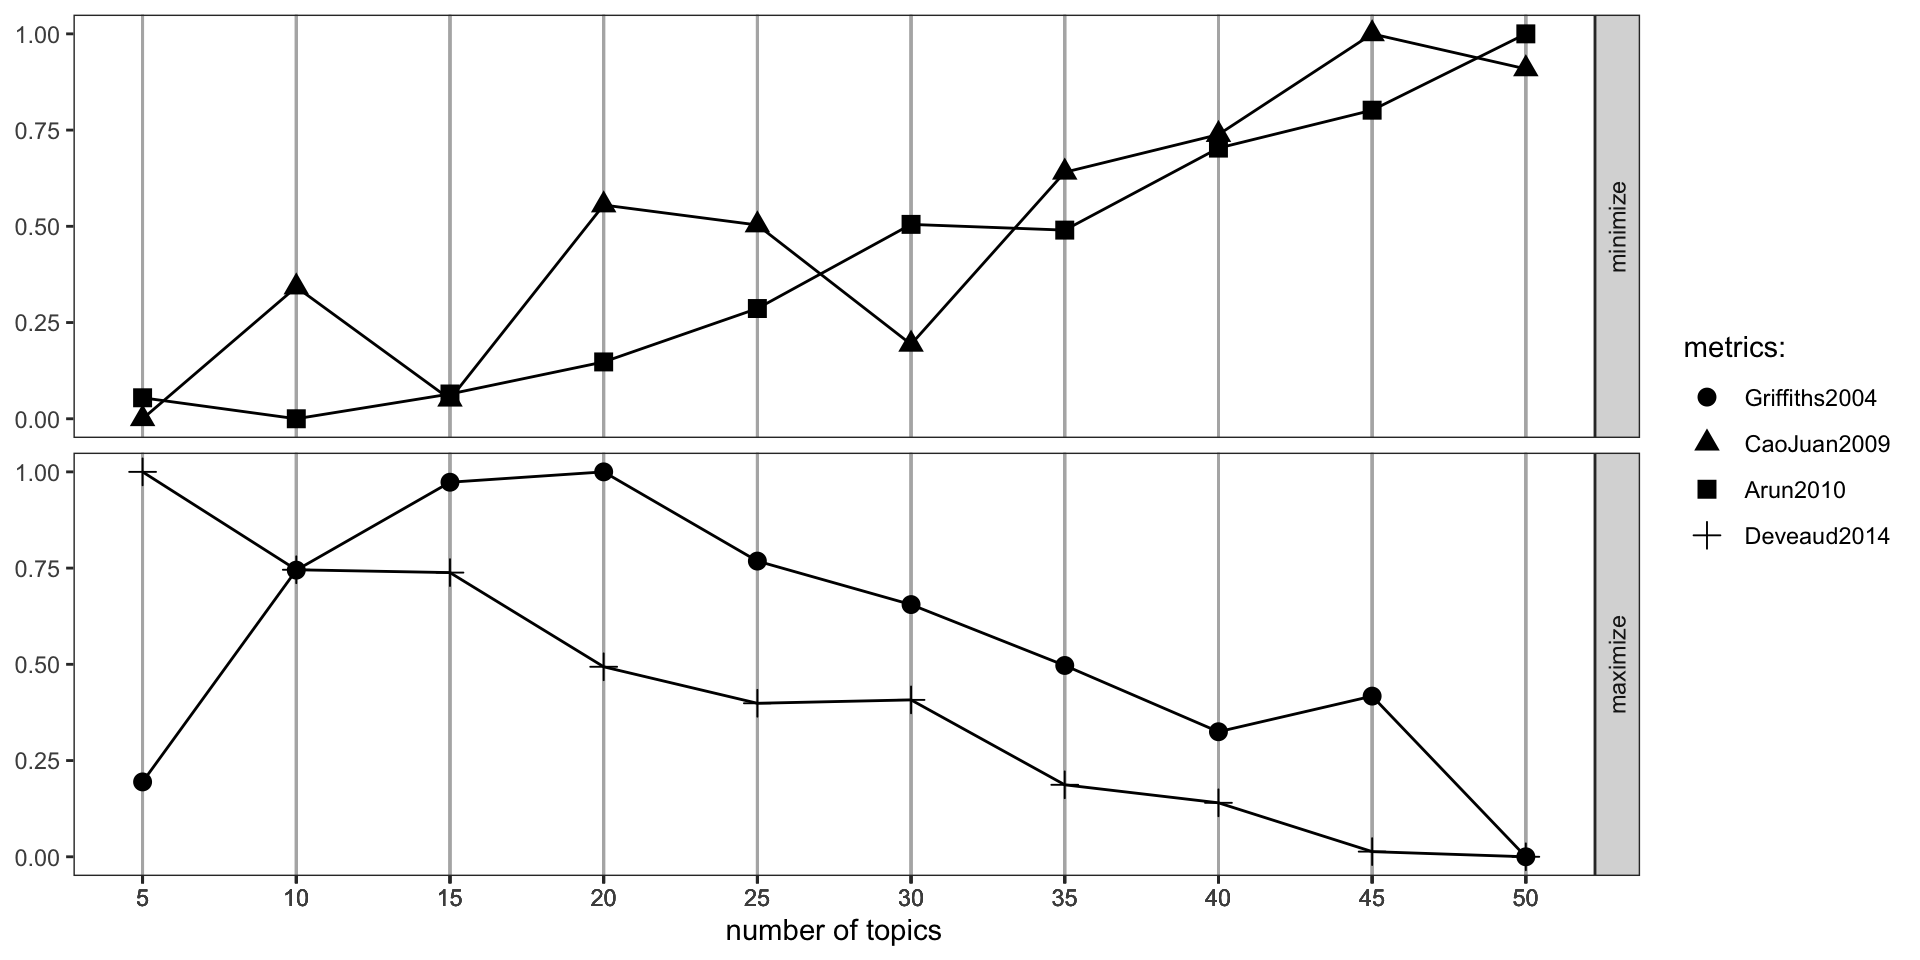 1.00
0.75
0.50
0.25
0.00
minimize
1.00
0.75
0.50
0.25
0.00
maximize
5 10 15 20 25 30 35 40 45 50
number of topics
metrics:
Griffiths2004
CaoJuan2009
Arun2010
Deveaud2014